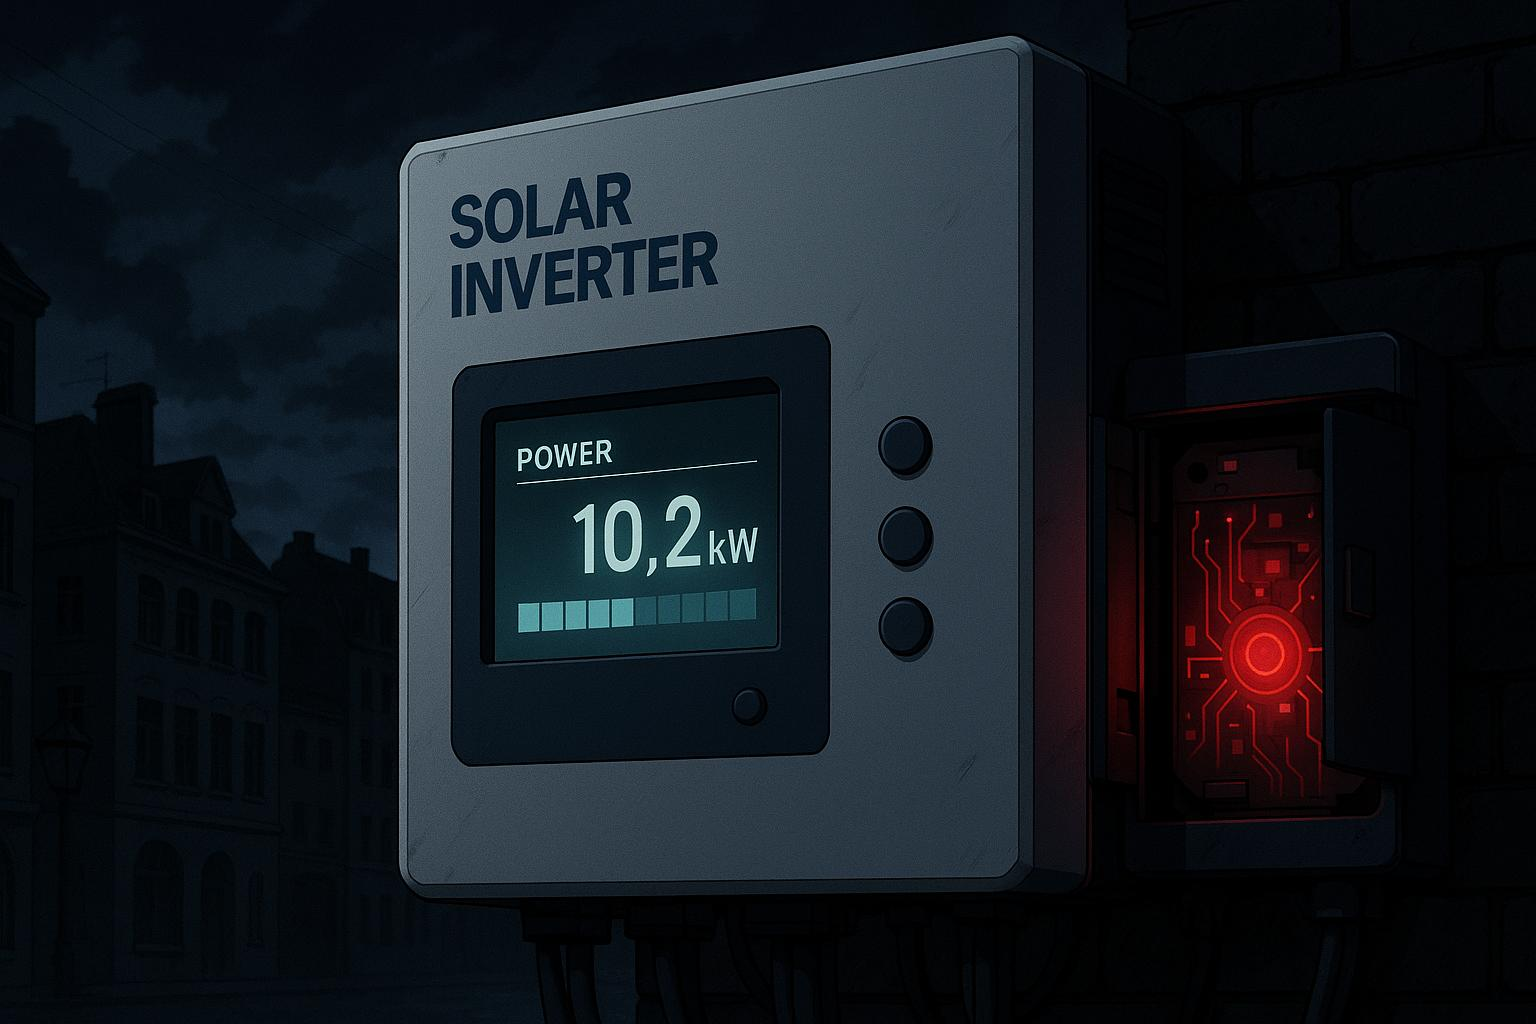 SOLAR
INVERTER
POWER
10,2 kW